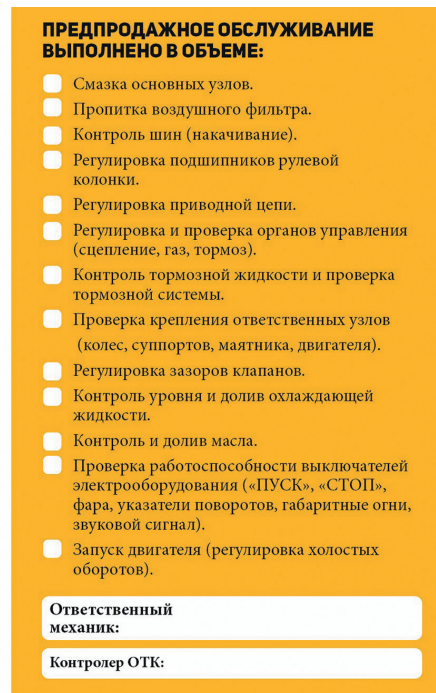 ПРЕДПРОДАЖНОЕ ОБСЛУЖИВАНИЕ
ВЫПОЛНЕНО В ОБЪЕМЕ:
Смазка основных узлов.
Пропитка воздушного фильтра.
Контроль шин (накачивание).
Регулировка подшипников рулевой
колонки.
Регулировка приводной цепи.
Регулировка и проверка органов управления
(сцепление, газ, тормоз).
Контроль тормозной жидкости и проверка
тормозной системы.
Проверка крепления ответственных узлов
(колес, суппортов, маятника, двигателя).
Регулировка зазоров клапанов.
Контроль уровня и долив охлаждающей
жидкости.
Контроль и долив масла.
Проверка работоспособности выключателей
электрооборудования («ПУСК», «СТОП»,
фара, указатели поворотов, габаритные огни,
звуковой сигнал).
Запуск двигателя (регулировка холостых
оборотов).
Ответственный
механик:
Контролер ОТК: